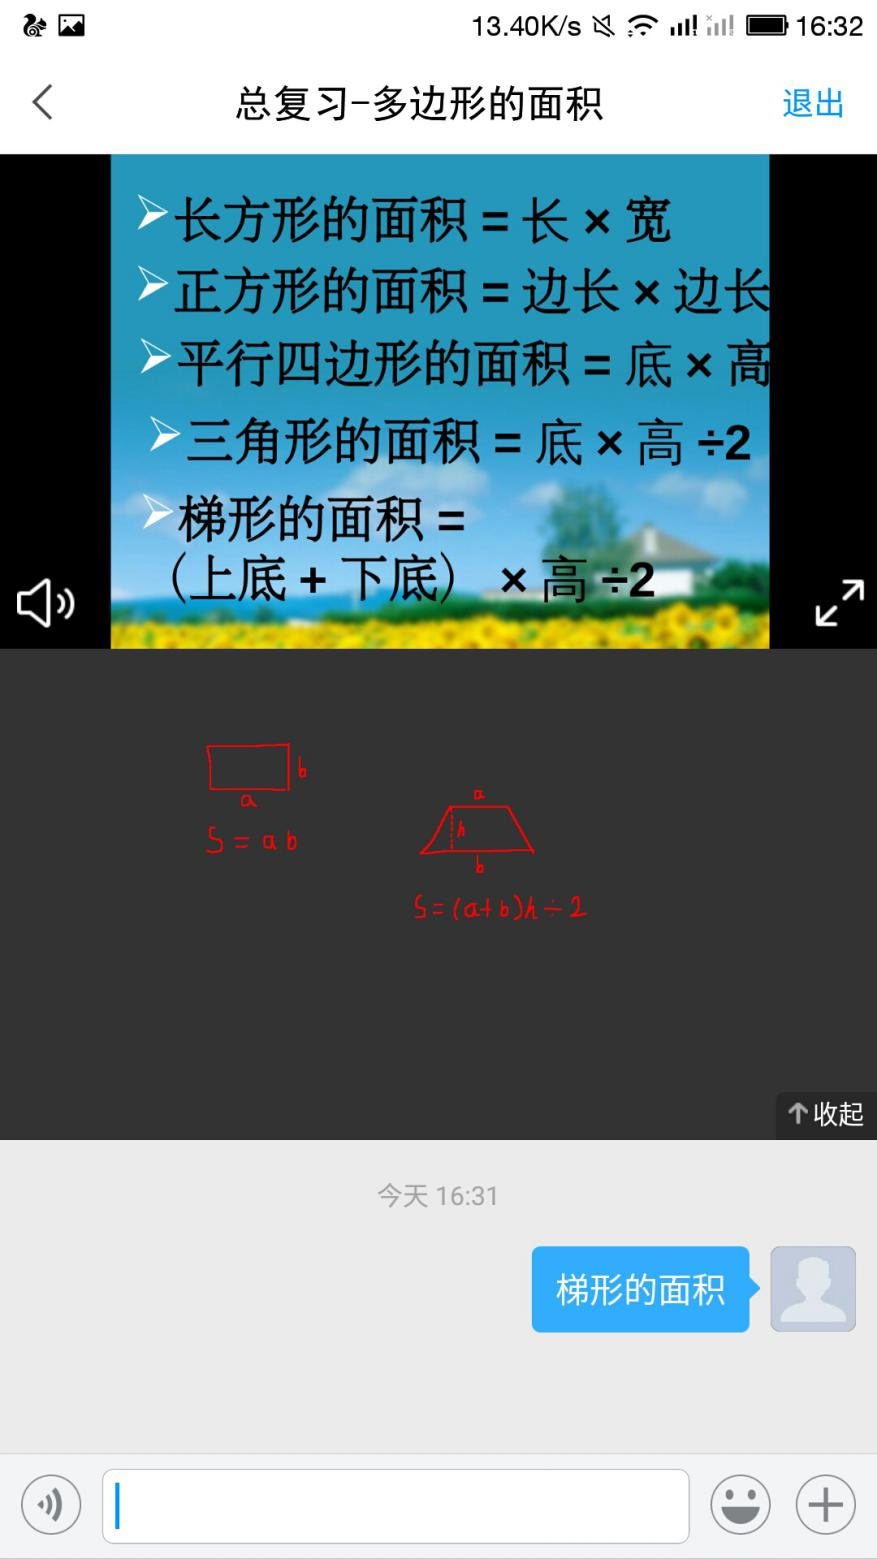 13.40K/s 16:32
总复习-多边形的面积 退出
长方形的面积 = 长 × 宽
正方形的面积 = 边长 × 边长
平行四边形的面积 = 底 × 高
三角形的面积 = 底 × 高 ÷2
梯形的面积 =
（上底 + 下底） × 高 ÷2
b
a
S = a b
a
h
b
S=(a+b)h÷2
收起
今天 16:31
梯形的面积